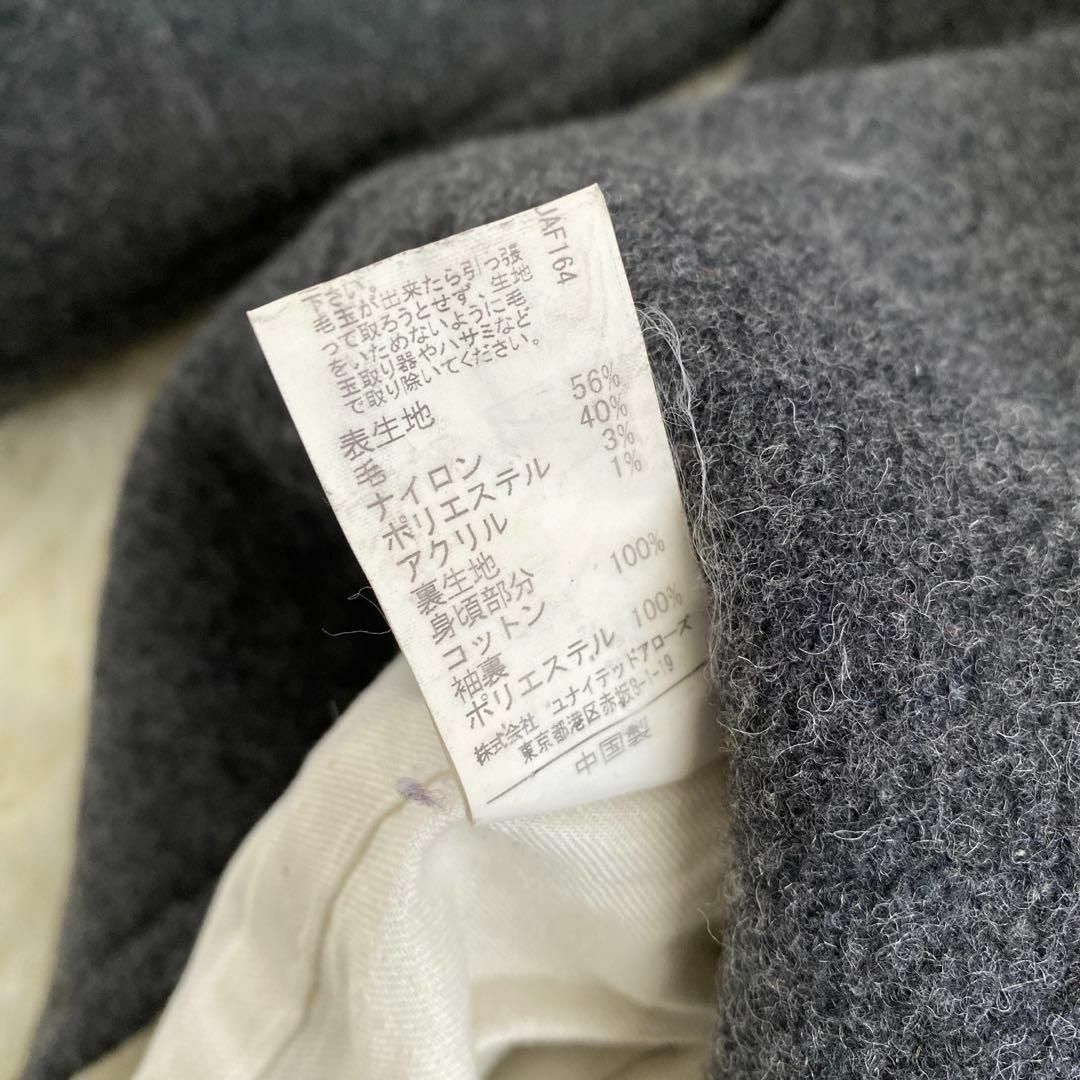 UAF164
下さい。
毛玉が出来たら引っ張
って取ろうとせず、生地
をいためないように毛
玉取り器やハサミなど
で取り除いてください。
表生地
毛 56%
ナイロン 40%
ポリエステル 3%
アクリル 1%
裏生地
身頃部分
コットン 100%
袖裏
ポリエステル 100%
株式会社 ユナイテッドアローズ
東京都港区赤坂8-1-19
中国製